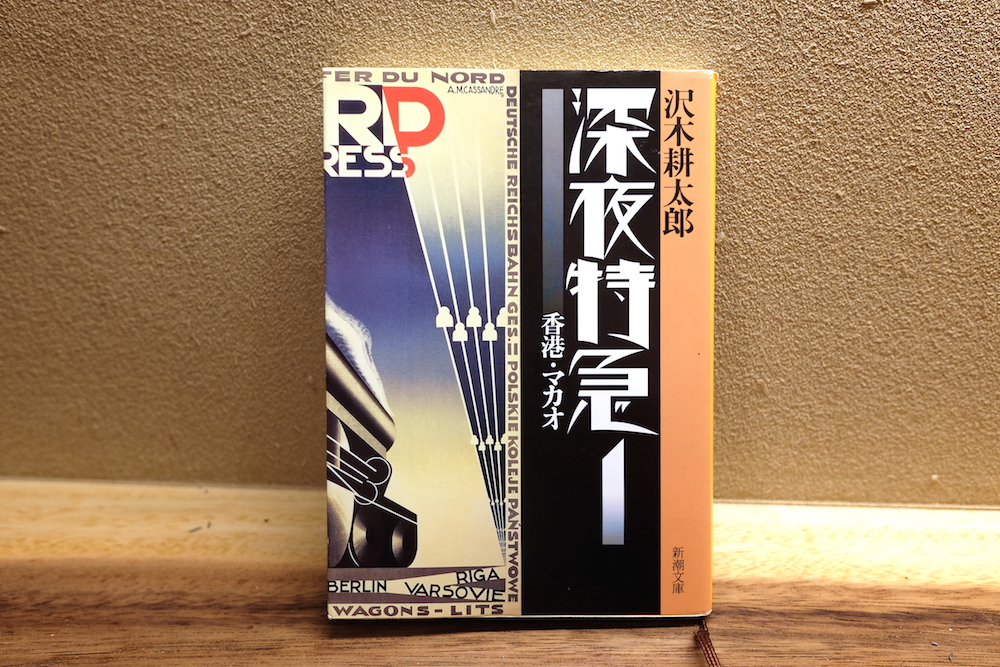 沢木耕太郎
深夜特急1
香港・マカオ
新潮文庫
FER DU NORD
A.M.CASSANDRE
RD
RESS
DEUTSCHE REICHSBAHN GES.= POLSKIE KOLEJE PAŃSTWOWE
BERLIN
RIGA
VARSOVIE
WAGONS-LITS